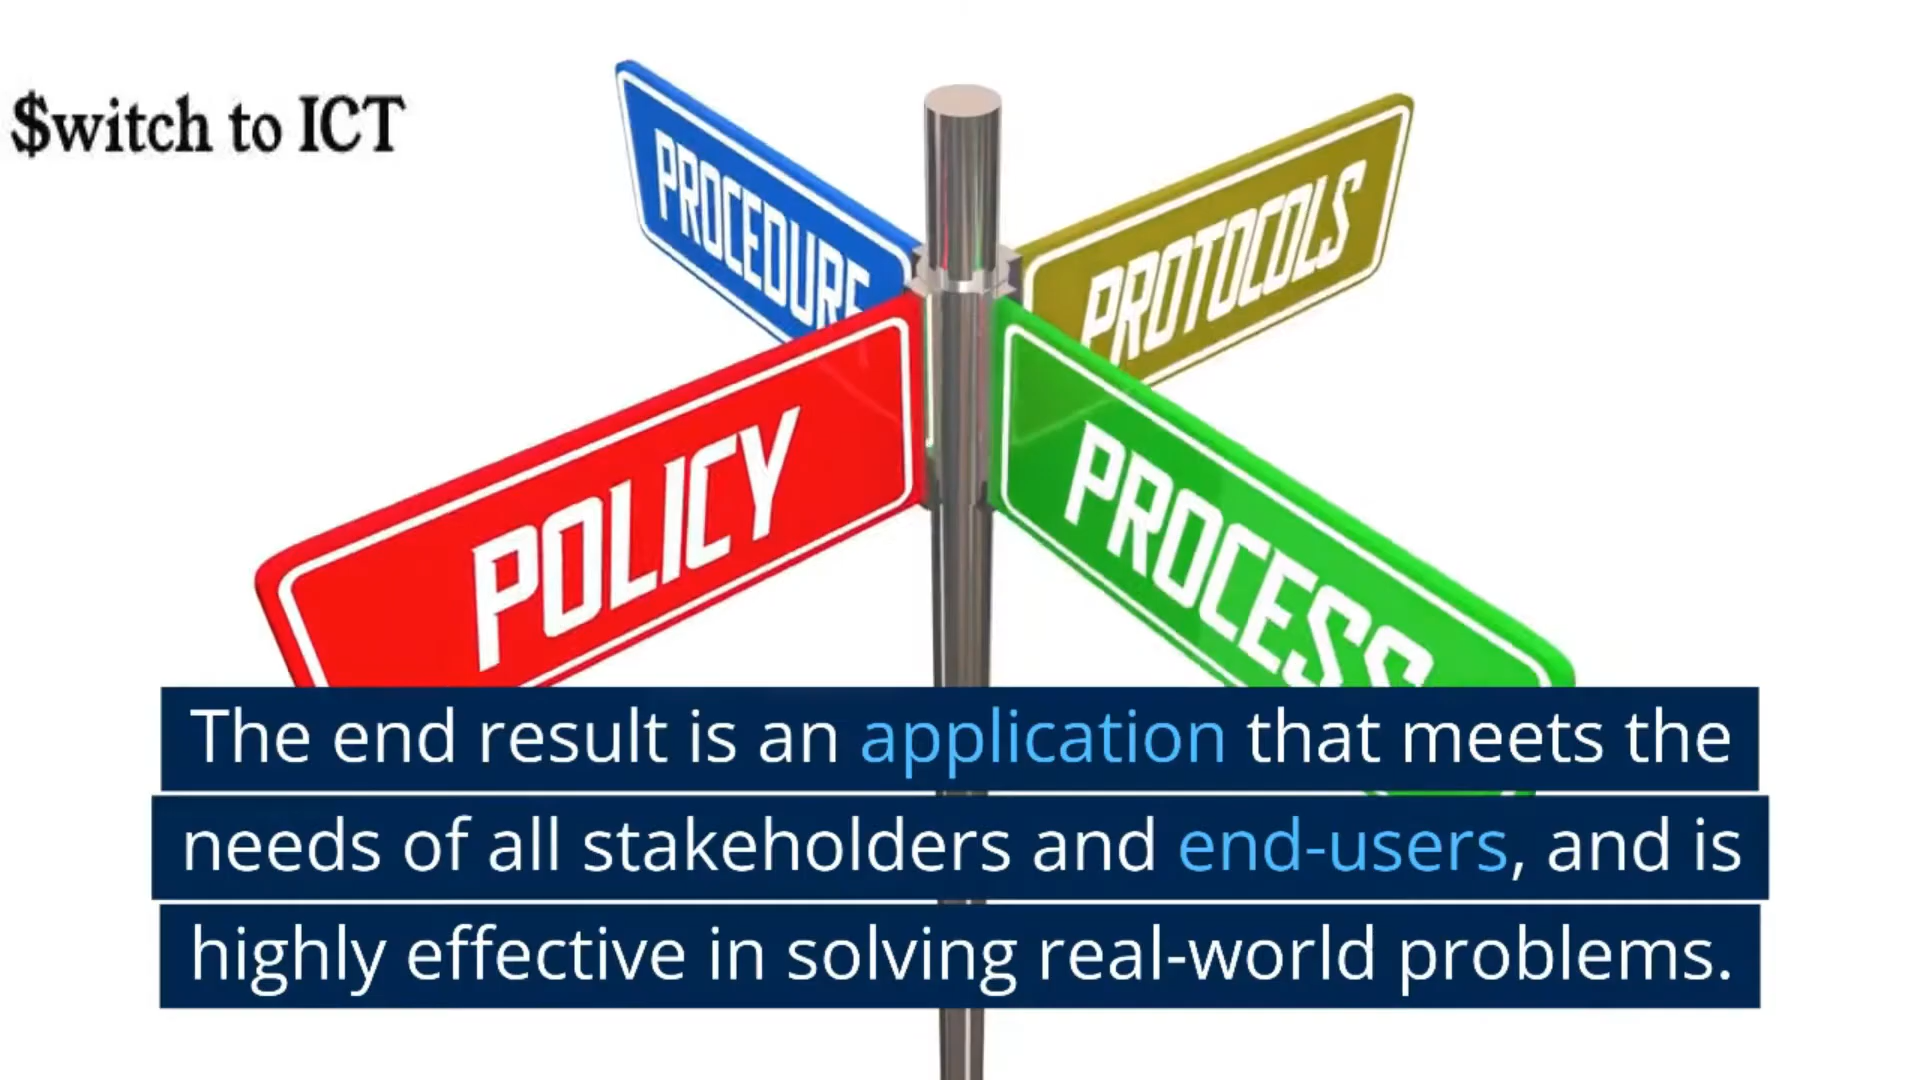 $witch to ICT
PROCEDURE
PROTOCOLS
POLICY
PROCESS
The end result is an application that meets the
needs of all stakeholders and end-users, and is
highly effective in solving real-world problems.